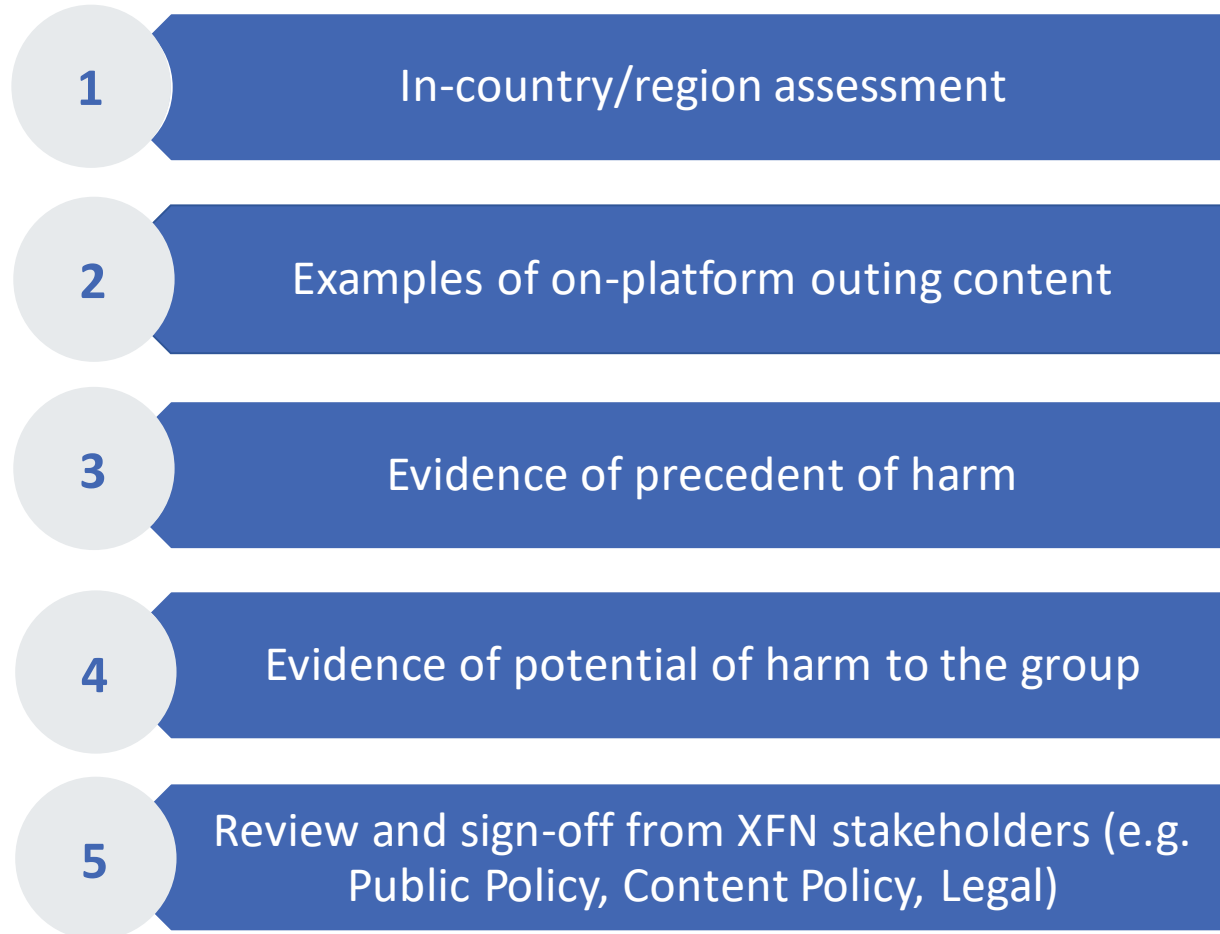 1
In-country/region assessment
2
Examples of on-platform outing content
3
Evidence of precedent of harm
4
Evidence of potential of harm to the group
5
Review and sign-off from XFN stakeholders (e.g.
Public Policy, Content Policy, Legal)